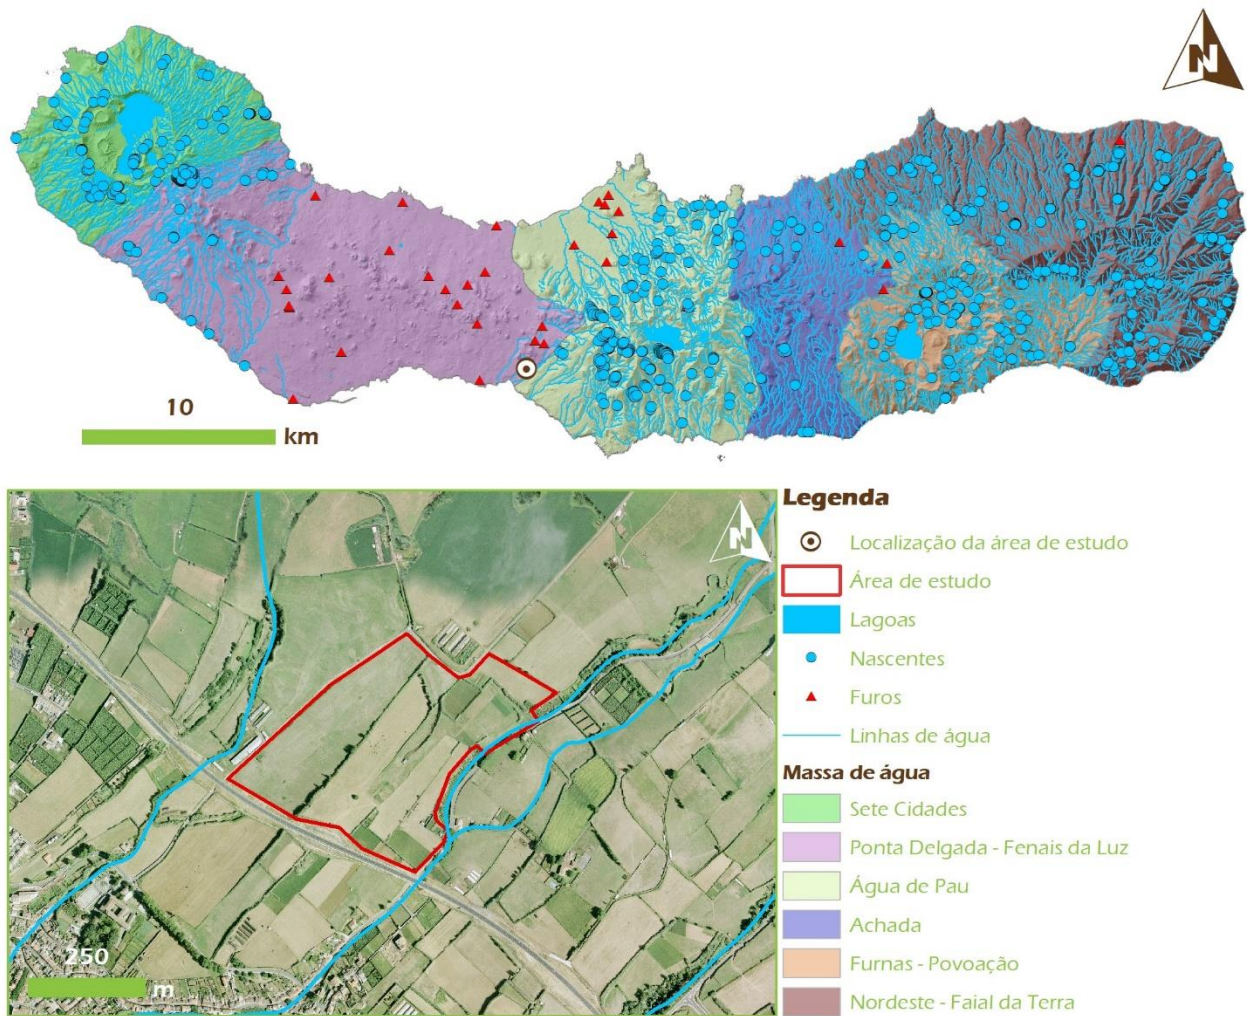 N
10
km
250
m
N
Legenda
Localização da área de estudo
Área de estudo
Lagoas
Nascentes
Furos
Linhas de água
Massa de água
Sete Cidades
Ponta Delgada - Fenais da Luz
Água de Pau
Achada
Furnas - Povoação
Nordeste - Faial da Terra